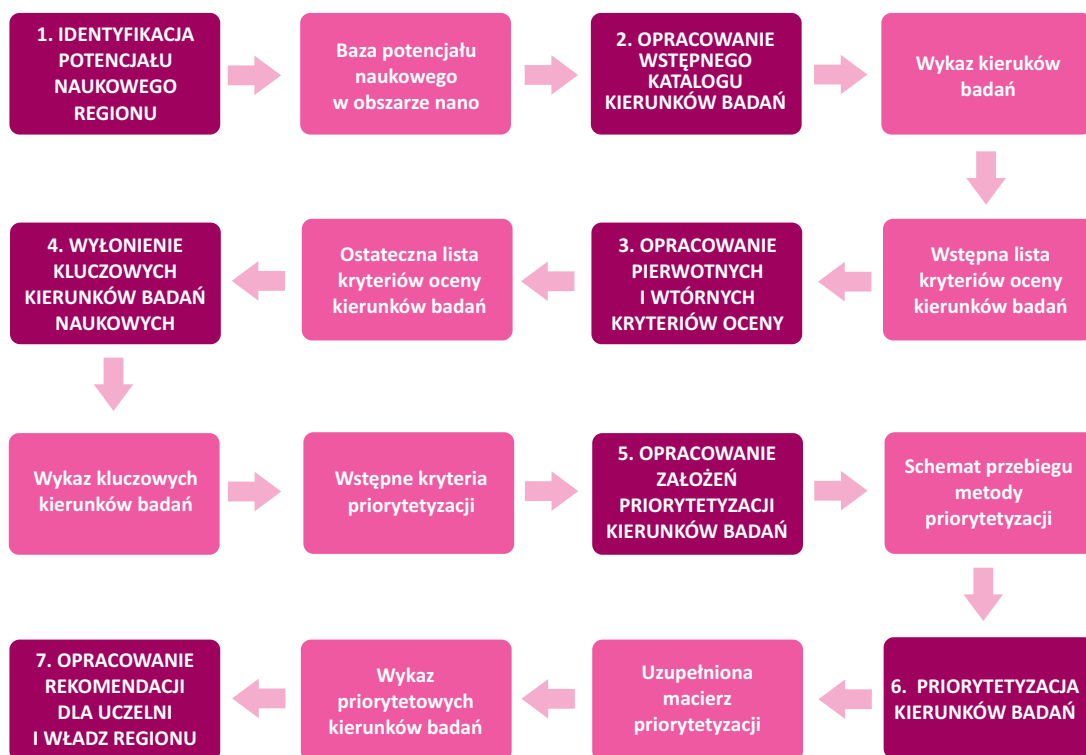 1. IDENTYFIKACJA
POTENCJAŁU
NAUKOWEGO
REGIONU
Baza potencjału
naukowego
w obszarze nano
2. OPRACOWANIE
WSTĘPNEGO
KATALOGU
KIERUNKÓW BADAŃ
Wykaz kieruków
badań
Wstępna lista
kryteriów oceny
kierunków badań
3. OPRACOWANIE
PIERWOTNYCH
I WTÓRNYCH
KRYTERIÓW OCENY
Ostateczna lista
kryteriów oceny
kierunków badań
4. WYŁONIENIE
KLUCZOWYCH
KIERUNKÓW BADAŃ
NAUKOWYCH
Wykaz kluczowych
kierunków badań
Wstępne kryteria
priorytetyzacji
5. OPRACOWANIE
ZAŁOŻEŃ
PRIORYTETYZACJI
KIERUNKÓW BADAŃ
Schemat przebiegu
metody
priorytetyzacji
6. PRIORYTETYZACJA
KIERUNKÓW BADAŃ
Uzupełniona
macierz
priorytetyzacji
Wykaz
priorytetowych
kierunków badań
7. OPRACOWANIE
REKOMENDACJI
DLA UCZELNI
I WŁADZ REGIONU